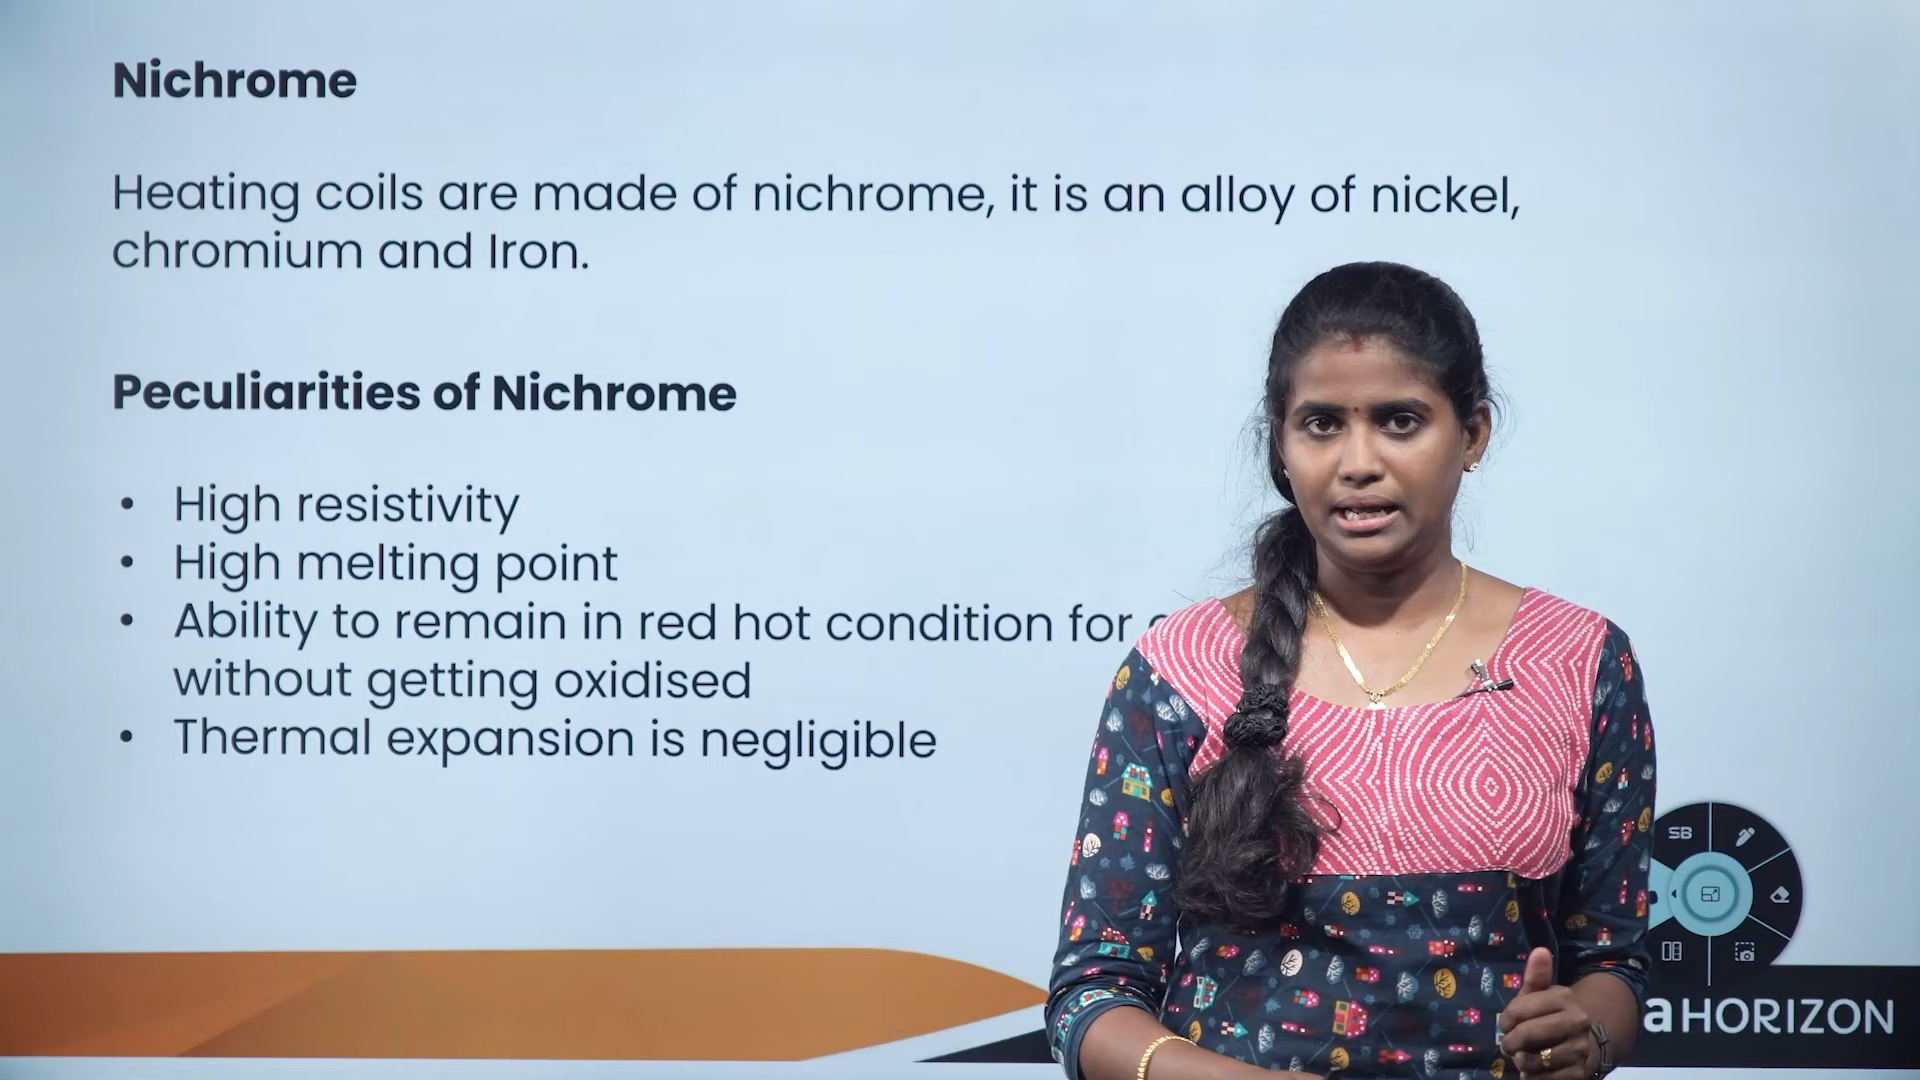 Nichrome
Heating coils are made of nichrome, it is an alloy of nickel,
chromium and Iron.
Peculiarities of Nichrome
• High resistivity
• High melting point
• Ability to remain in red hot condition for
without getting oxidised
• Thermal expansion is negligible
SB
a HORIZON